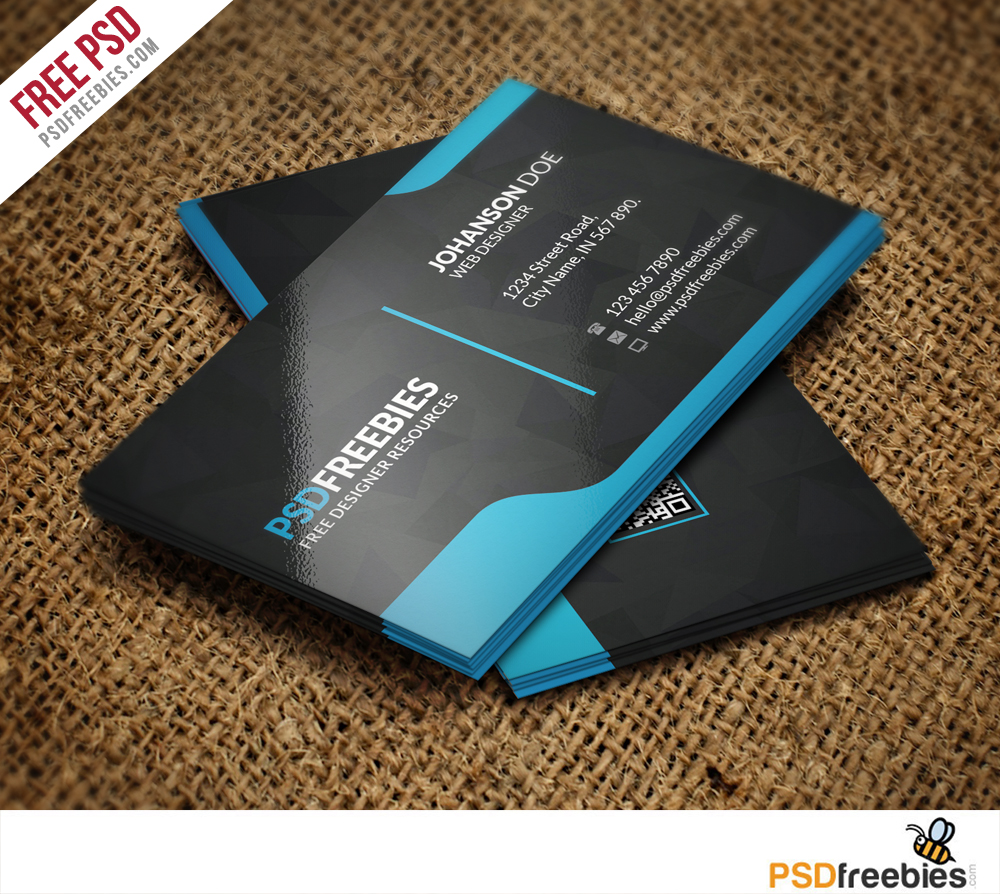 FREE PSD
PSDFREEBIES.COM
JOHANSON DOE
WEB DESIGNER
1234 Street Road,
City Name, IN 567 890.
123 456 7890
hello@psdfreebies.com
www.psdfreebies.com
PSDFREEBIES
FREE DESIGNER RESOURCES
PSDfreebies.com